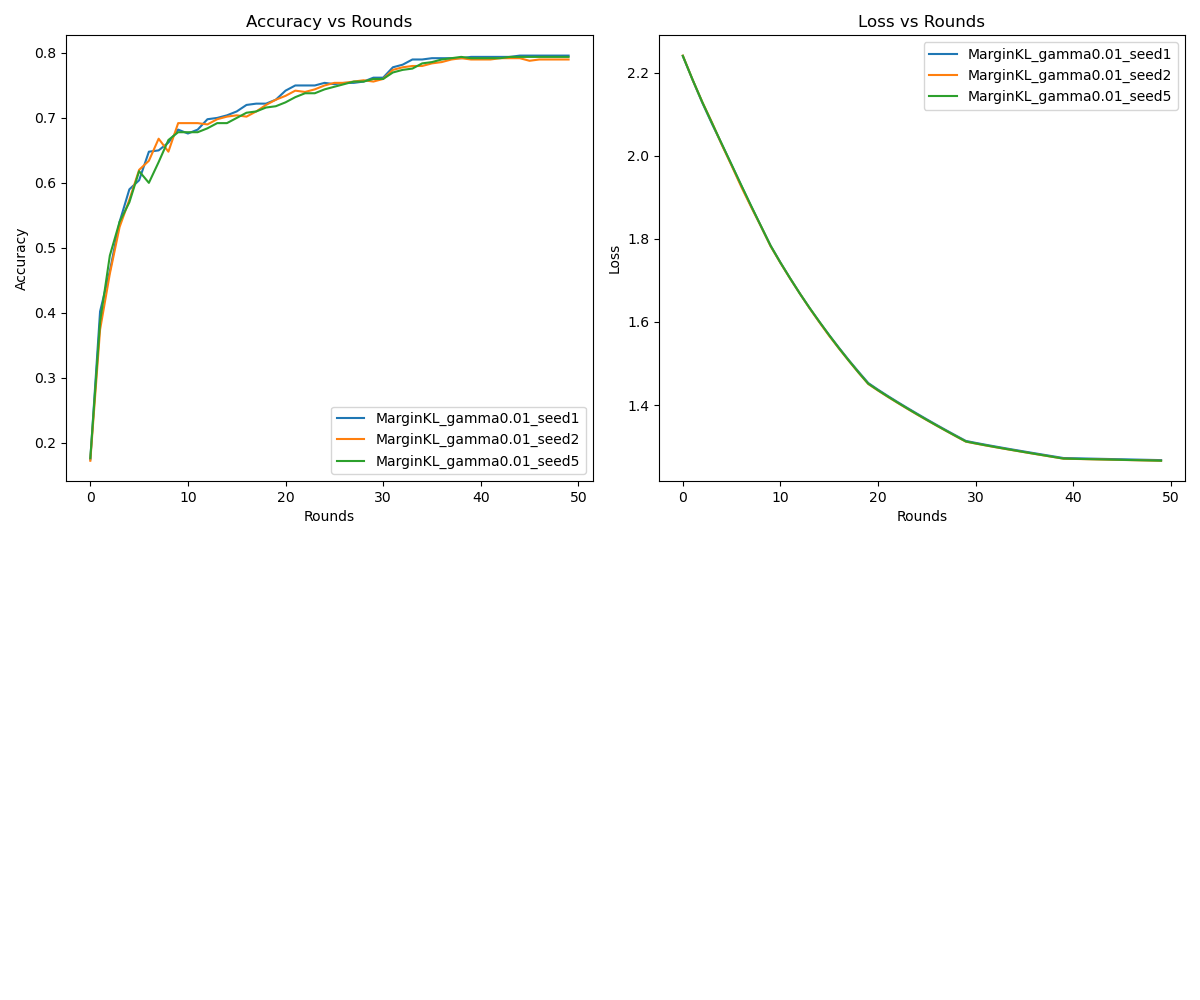 Accuracy vs Rounds
Accuracy
0.8
0.7
0.6
0.5
0.4
0.3
0.2
0 10 20 30 40 50
Rounds
MarginKL_gamma0.01_seed1
MarginKL_gamma0.01_seed2
MarginKL_gamma0.01_seed5
Loss vs Rounds
Loss
2.2
2.0
1.8
1.6
1.4
0 10 20 30 40 50
Rounds
MarginKL_gamma0.01_seed1
MarginKL_gamma0.01_seed2
MarginKL_gamma0.01_seed5